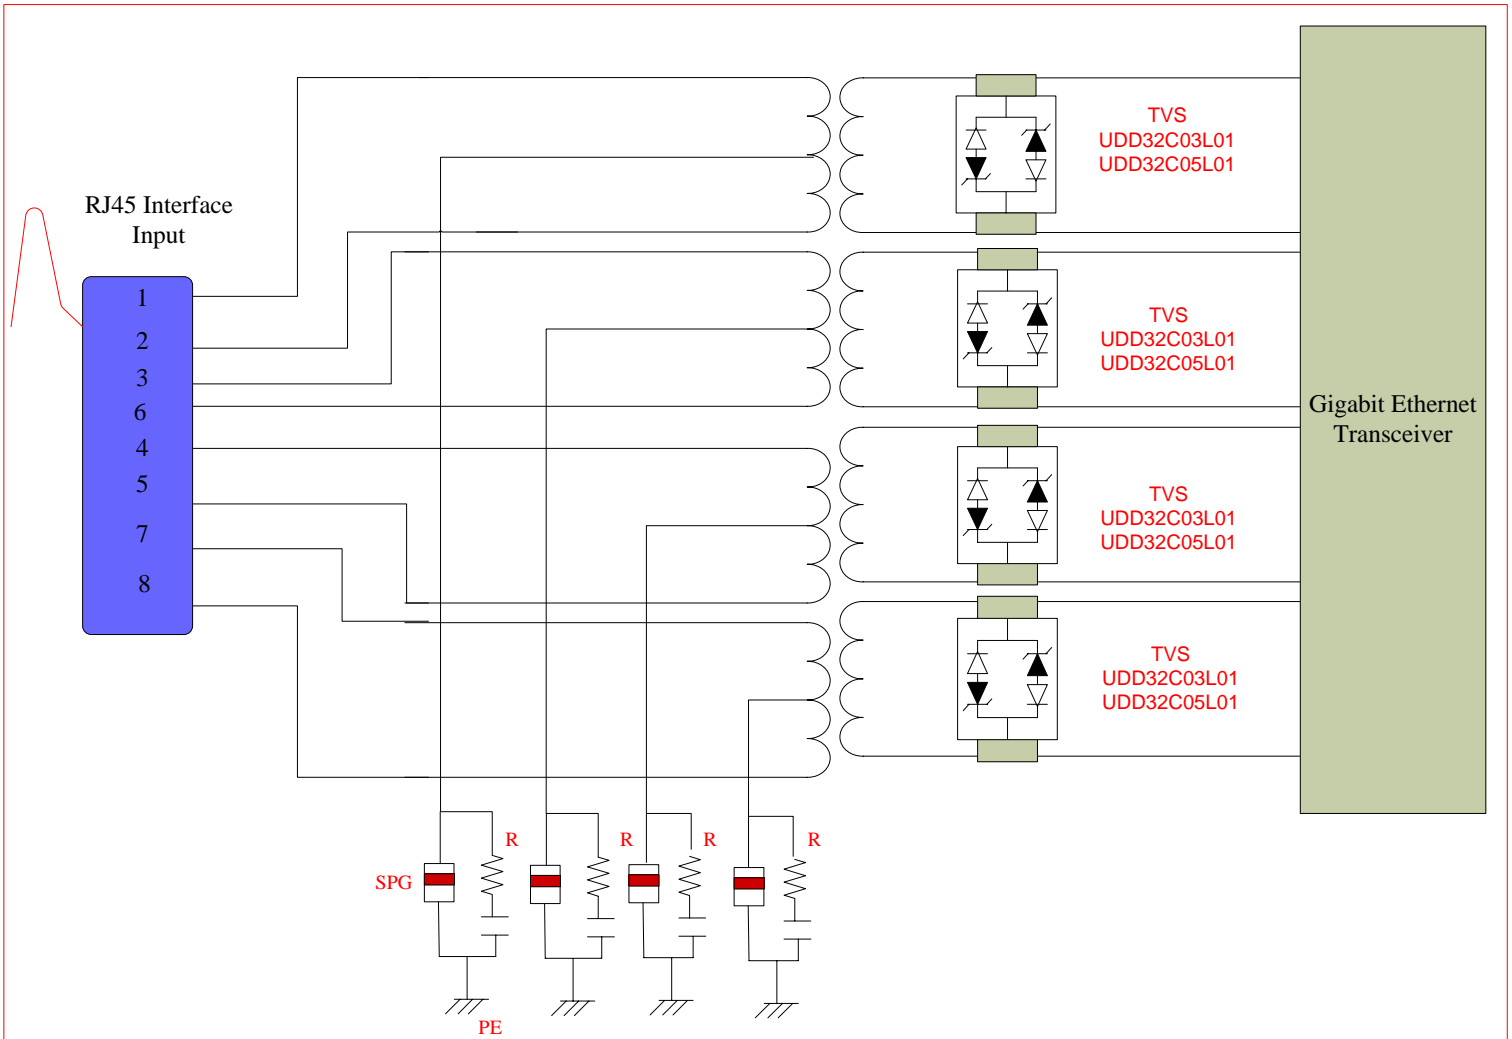 RJ45 Interface
Input
1
2
3
6
4
5
7
8
TVS
UDD32C03L01
UDD32C05L01
TVS
UDD32C03L01
UDD32C05L01
TVS
UDD32C03L01
UDD32C05L01
TVS
UDD32C03L01
UDD32C05L01
Gigabit Ethernet
Transceiver
R
R
R
R
SPG
PE